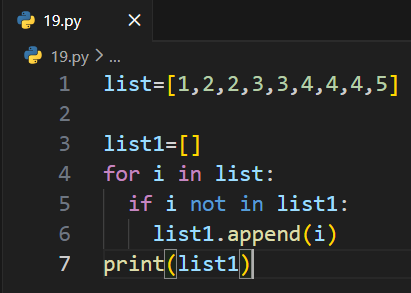 19.py ×
19.py > ...
1 list=[1,2,2,3,3,4,4,4,5]
2
3 list1=[]
4 for i in list:
5   if i not in list1:
6     list1.append(i)
7 print(list1)